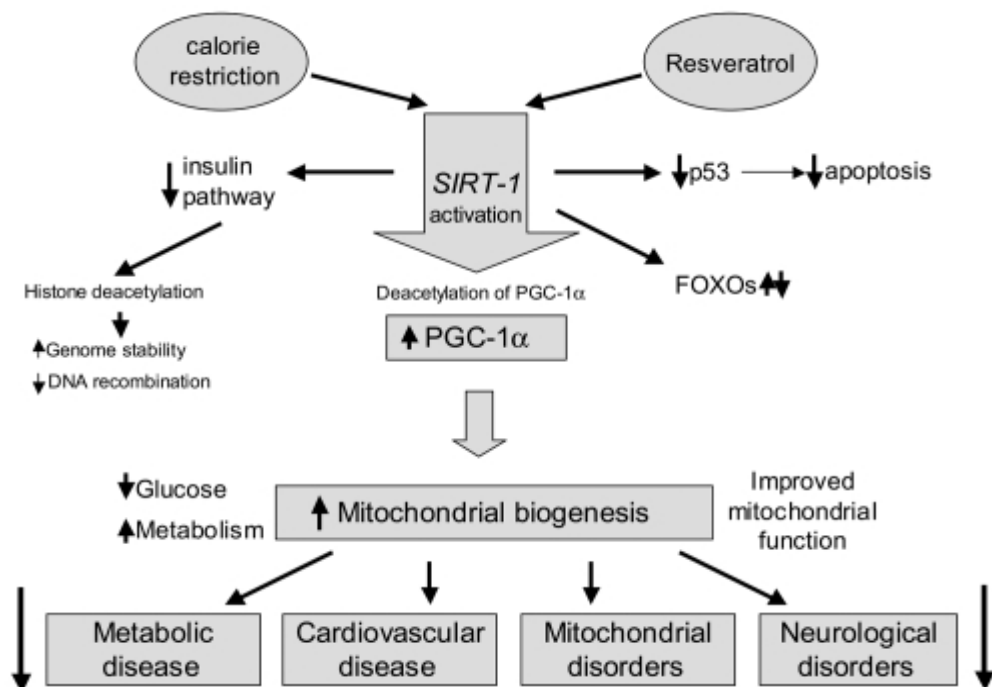 calorie
restriction
Resveratrol
insulin
pathway
SIRT-1
activation
p53
apoptosis
FOXOs
Histone deacetylation
Genome stability
DNA recombination
Deacetylation of PGC-1α
PGC-1α
Glucose
Metabolism
Mitochondrial biogenesis
Improved
mitochondrial
function
Metabolic
disease
Cardiovascular
disease
Mitochondrial
disorders
Neurological
disorders